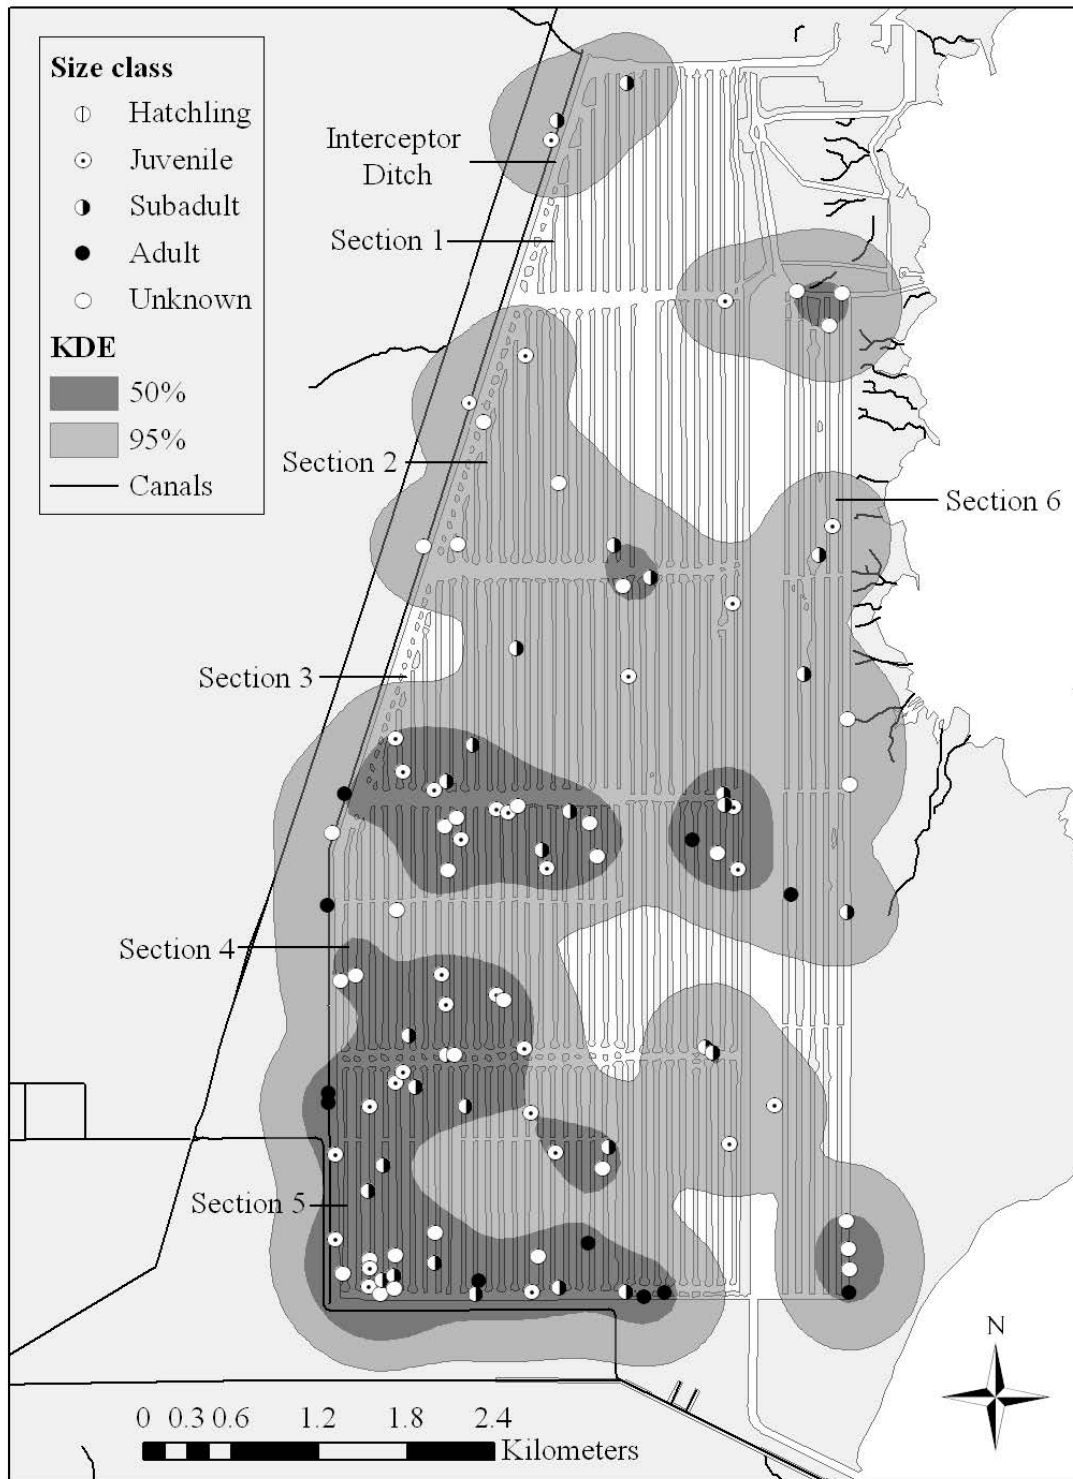 Size class
Hatchling
Juvenile
Subadult
Adult
Unknown
KDE
50%
95%
Canals
Interceptor
Ditch
Section 1
Section 2
Section 6
Section 3
Section 4
Section 5
N
0 0.3 0.6 1.2 1.8 2.4
Kilometers